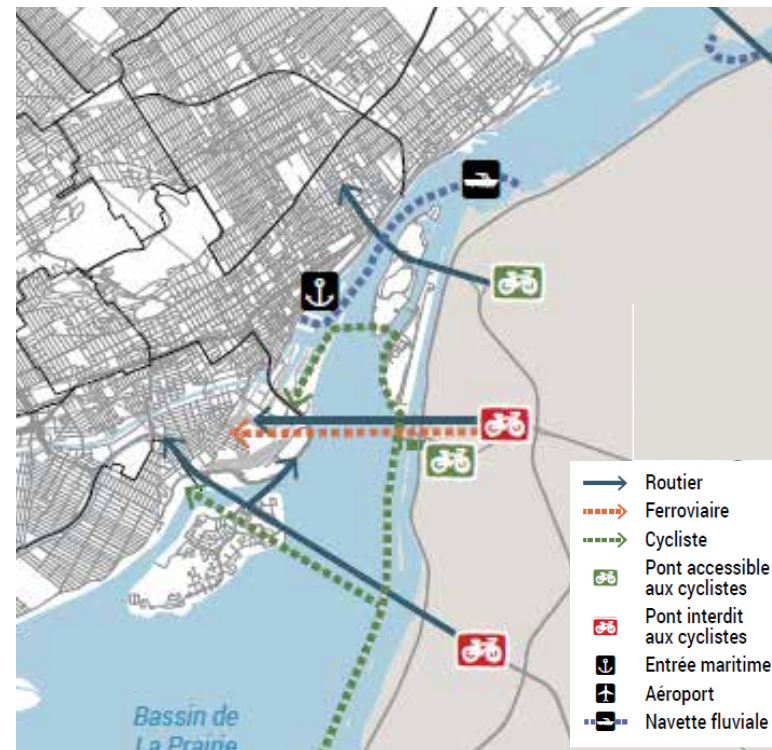 Routier
Ferroviaire
Cycliste
Pont accessible
aux cyclistes
Pont interdit
aux cyclistes
Entrée maritime
Aéroport
Navette fluviale
Bassin de
La Prairie